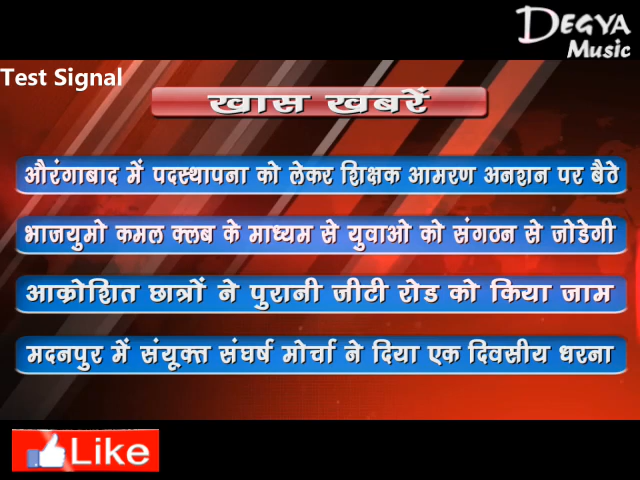 DEGYA
Music
Test Signal
खास खबरें
औरंगाबाद में पदस्थापना को लेकर शिक्षक आमरण अनशन पर बैठे
भाजयुमो कमल क्लब के माध्यम से युवाओ को संगठन से जोडेगी
आक्रोशित छात्रों ने पुरानी जीटी रोड को किया जाम
मदनपुर में संयूक्त संघर्ष मोर्चा ने दिया एक दिवसीय धरना
Like